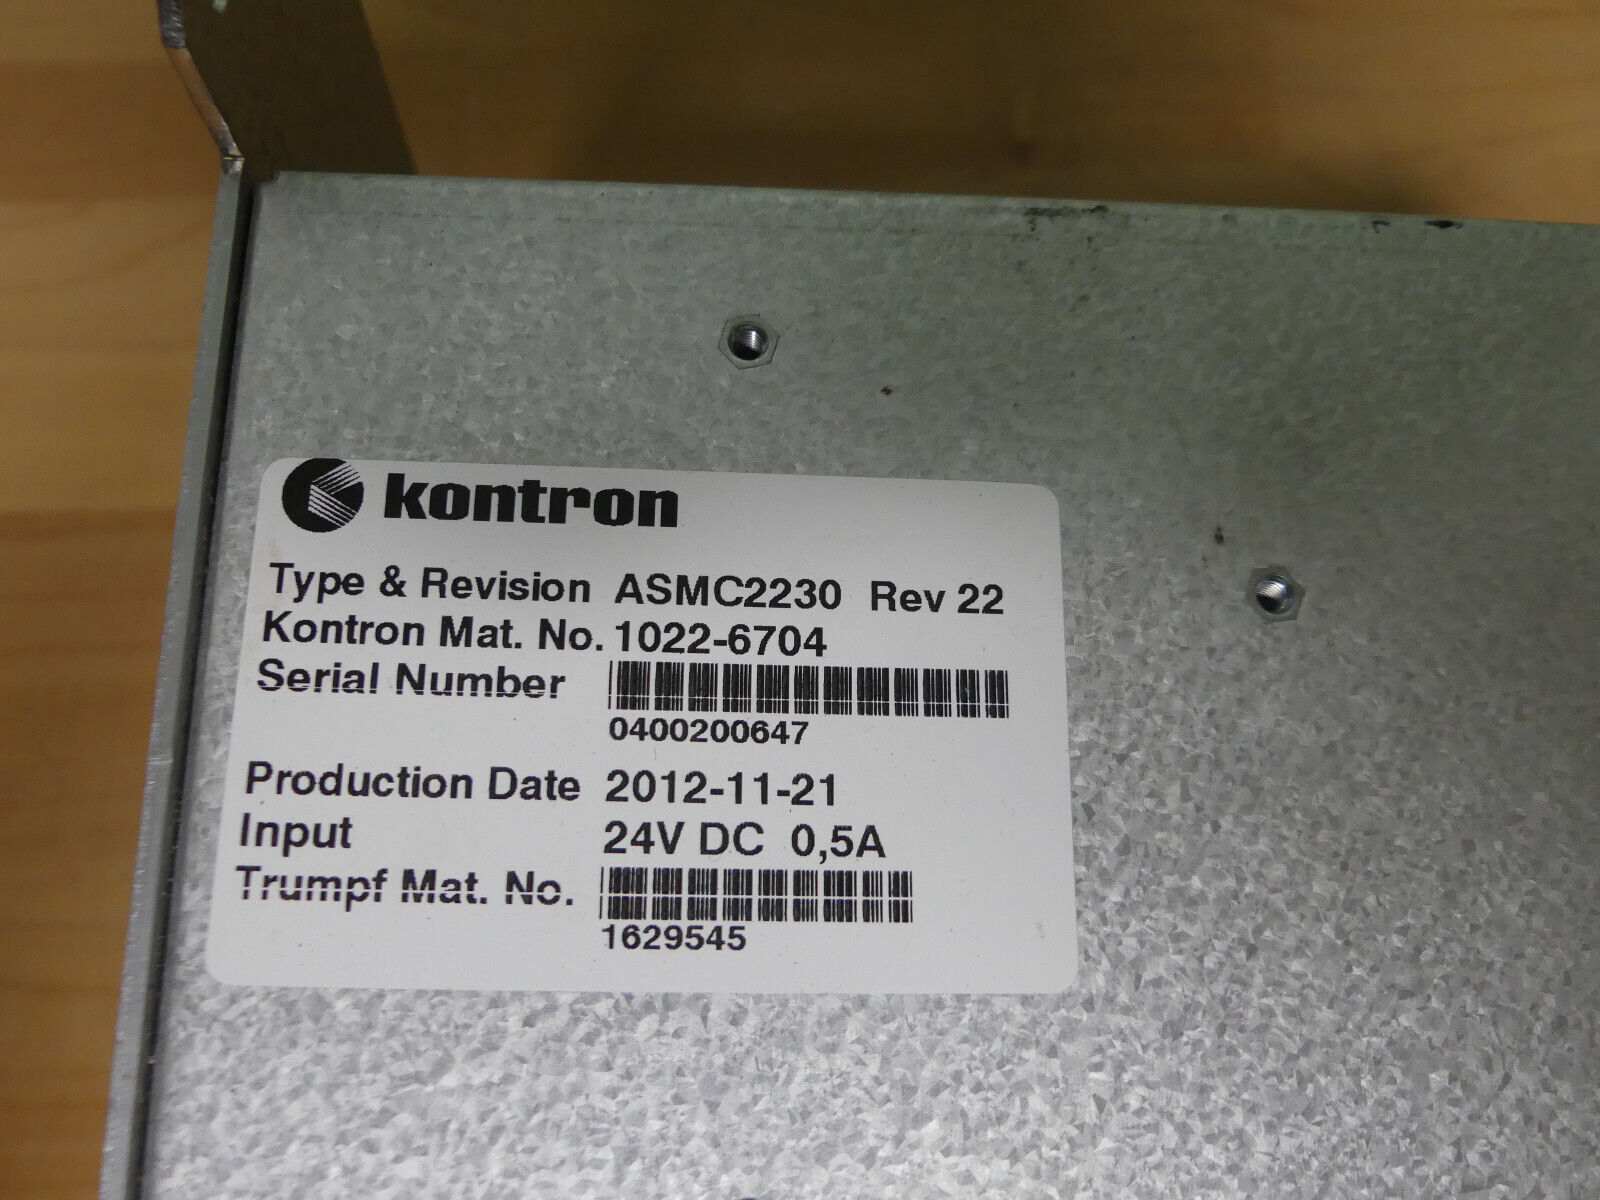 kontron
Type & Revision ASMC2230 Rev 22
Kontron Mat. No. 1022-6704
Serial Number
0400200647
Production Date 2012-11-21
Input 24V DC 0,5A
Trumpf Mat. No.
1629545